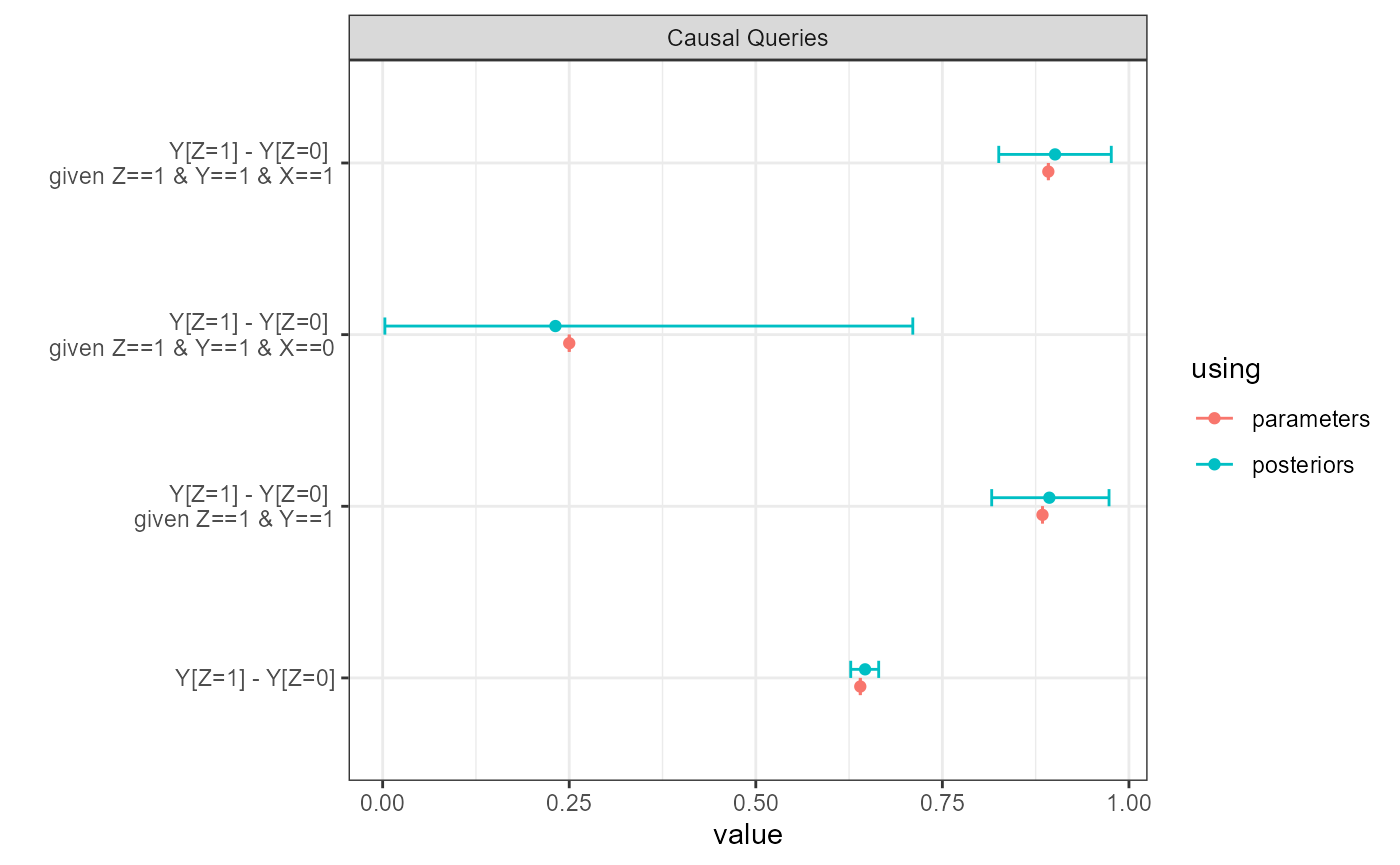 Causal Queries
Y[Z=1] - Y[Z=0]
given Z==1 & Y==1 & X==1
Y[Z=1] - Y[Z=0]
given Z==1 & Y==1 & X==0
Y[Z=1] - Y[Z=0]
given Z==1 & Y==1
Y[Z=1] - Y[Z=0]
0.00 0.25 0.50 0.75 1.00
value
using
parameters
posteriors